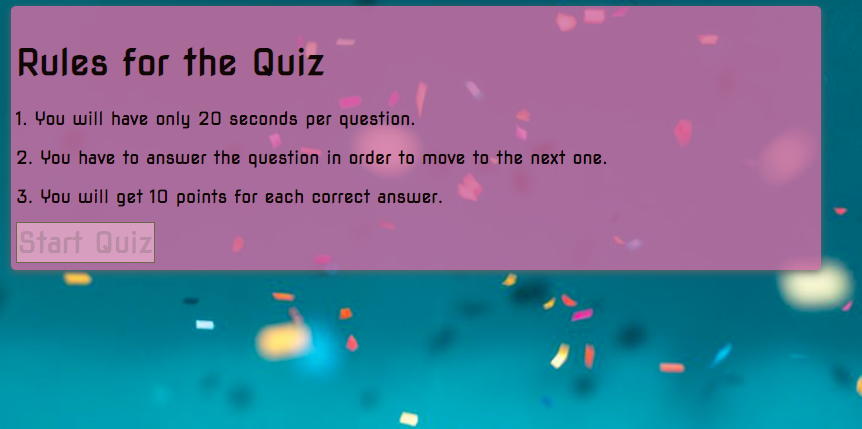 Rules for the Quiz
1. You will have only 20 seconds per question.
2. You have to answer the question in order to move to the next one.
3. You will get 10 points for each correct answer.
Start Quiz